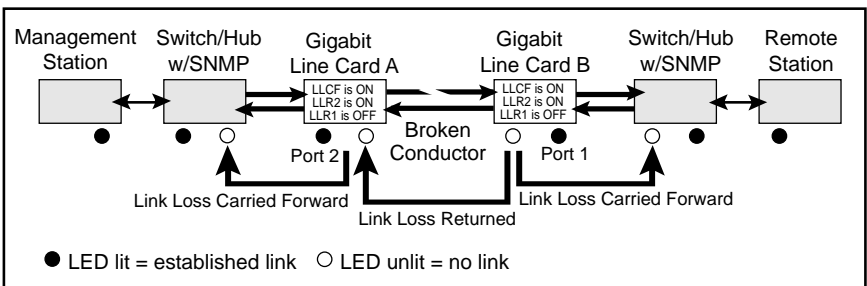 Management Station
Switch/Hub w/SNMP
Gigabit Line Card A
Gigabit Line Card B
Switch/Hub w/SNMP
Remote Station
LLCF is ON
LLR2 is ON
LLR1 is OFF
LLCF is ON
LLR2 is ON
LLR1 is OFF
Port 2
Broken Conductor
Port 1
Link Loss Carried Forward
Link Loss Returned
Link Loss Carried Forward
LED lit = established link
LED unlit = no link